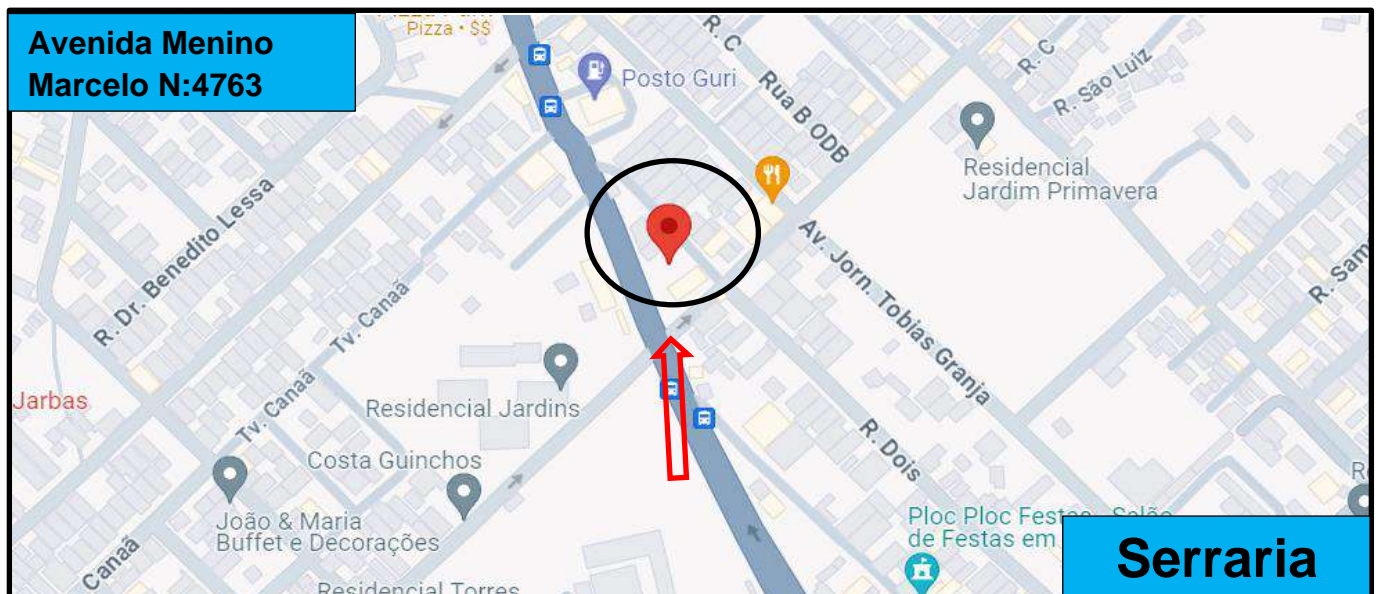 Avenida Menino
Marcelo N:4763
Pizza • $$
Posto Guri
R. C
Rua B ODB
R. C
R. São Luiz
Residencial
Jardim Primavera
R. Dr. Benedito Lessa
Tv. Canaã
Av. Jorn. Tobias Granja
R. Sam
Jarbas
Tv. Canaã
Residencial Jardins
R. Dois
Costa Guinchos
João & Maria
Buffet e Decorações
Canaã
Residencial Torres
Ploc Ploc Festas - Salão
de Festas em
Serraria